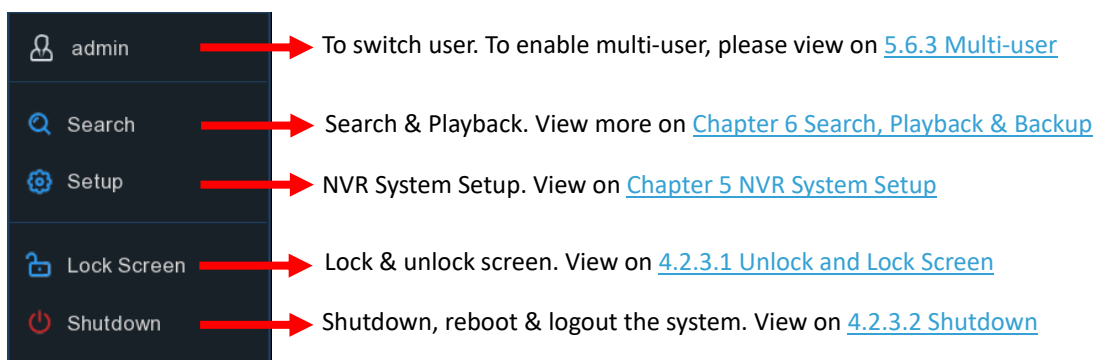 admin To switch user. To enable multi-user, please view on 5.6.3 Multi-user
Search Search & Playback. View more on Chapter 6 Search, Playback & Backup
Setup NVR System Setup. View on Chapter 5 NVR System Setup
Lock Screen Lock & unlock screen. View on 4.2.3.1 Unlock and Lock Screen
Shutdown Shutdown, reboot & logout the system. View on 4.2.3.2 Shutdown